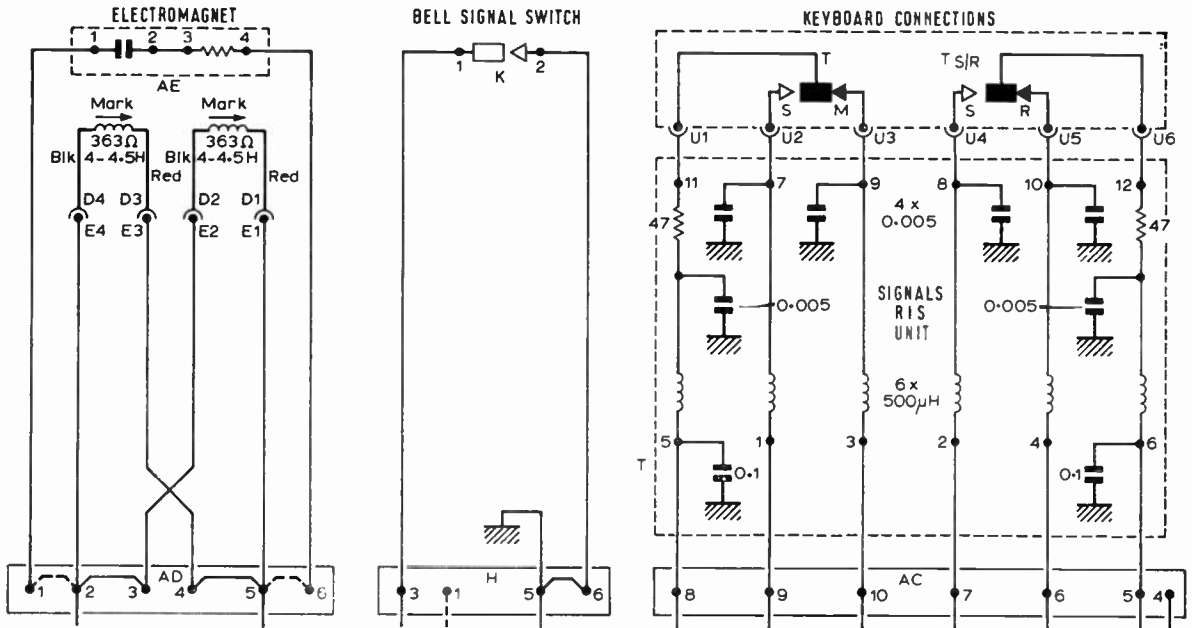 ELECTROMAGNET
1 2 3 4
AE
Mark Mark
363Ω 363Ω
Blk 4-4·5H Blk 4-4·5H
Red Red
D4 D3 D2 D1
E4 E3 E2 E1
AD
1 2 3 4 5 6
BELL SIGNAL SWITCH
1 K 2
H
3 1 5 6
KEYBOARD CONNECTIONS
T T S/R
S M S R
U1 U2 U3 U4 U5 U6
11 7 9 8 10 12
4 x
0·005
47 47
SIGNALS
RIS
UNIT
0·005 0·005
6 x
500µH
5 1 3 2 4 6
T
0·1 0·1
AC
8 9 10 7 6 5 4